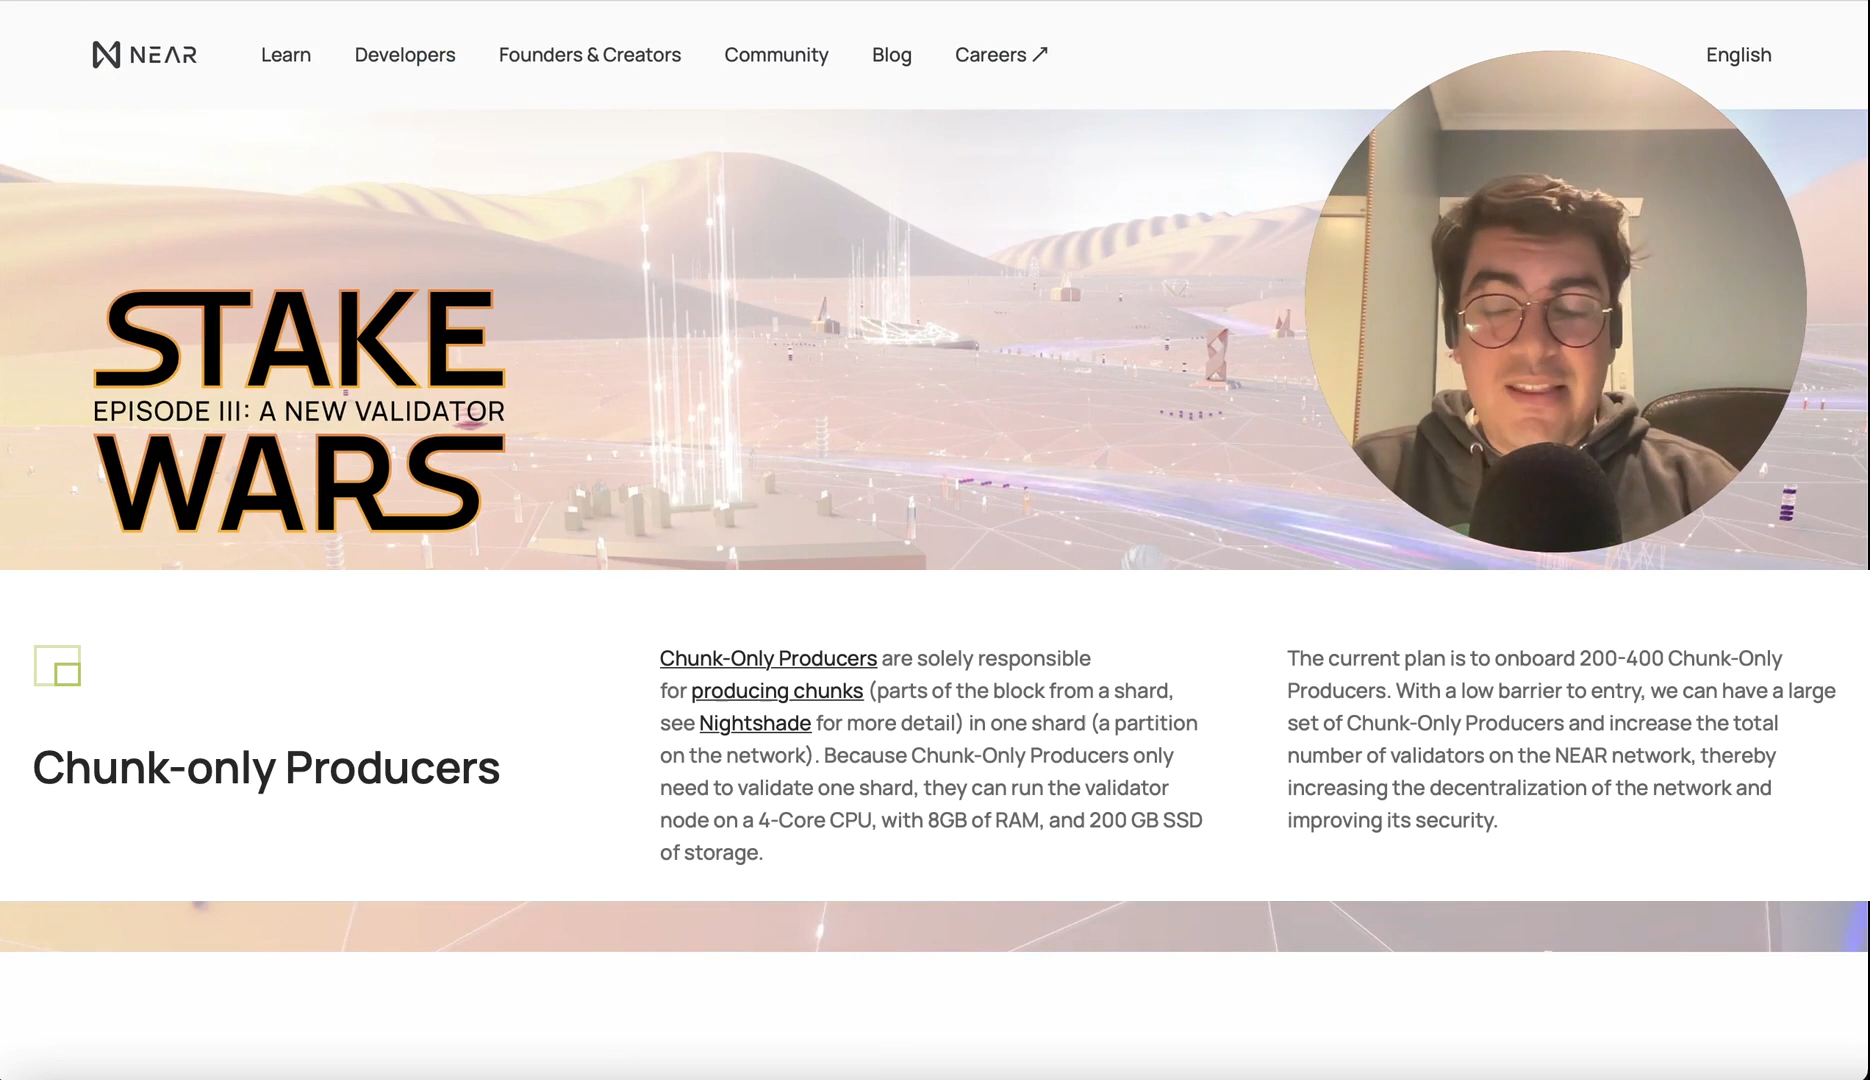 NEAR Learn Developers Founders & Creators Community Blog Careers ↗ English
STAKE
EPISODE III: A NEW VALIDATOR
WARS
Chunk-only Producers
Chunk-Only Producers are solely responsible
for producing chunks (parts of the block from a shard,
see Nightshade for more detail) in one shard (a partition
on the network). Because Chunk-Only Producers only
need to validate one shard, they can run the validator
node on a 4-Core CPU, with 8GB of RAM, and 200 GB SSD
of storage.
The current plan is to onboard 200-400 Chunk-Only
Producers. With a low barrier to entry, we can have a large
set of Chunk-Only Producers and increase the total
number of validators on the NEAR network, thereby
increasing the decentralization of the network and
improving its security.